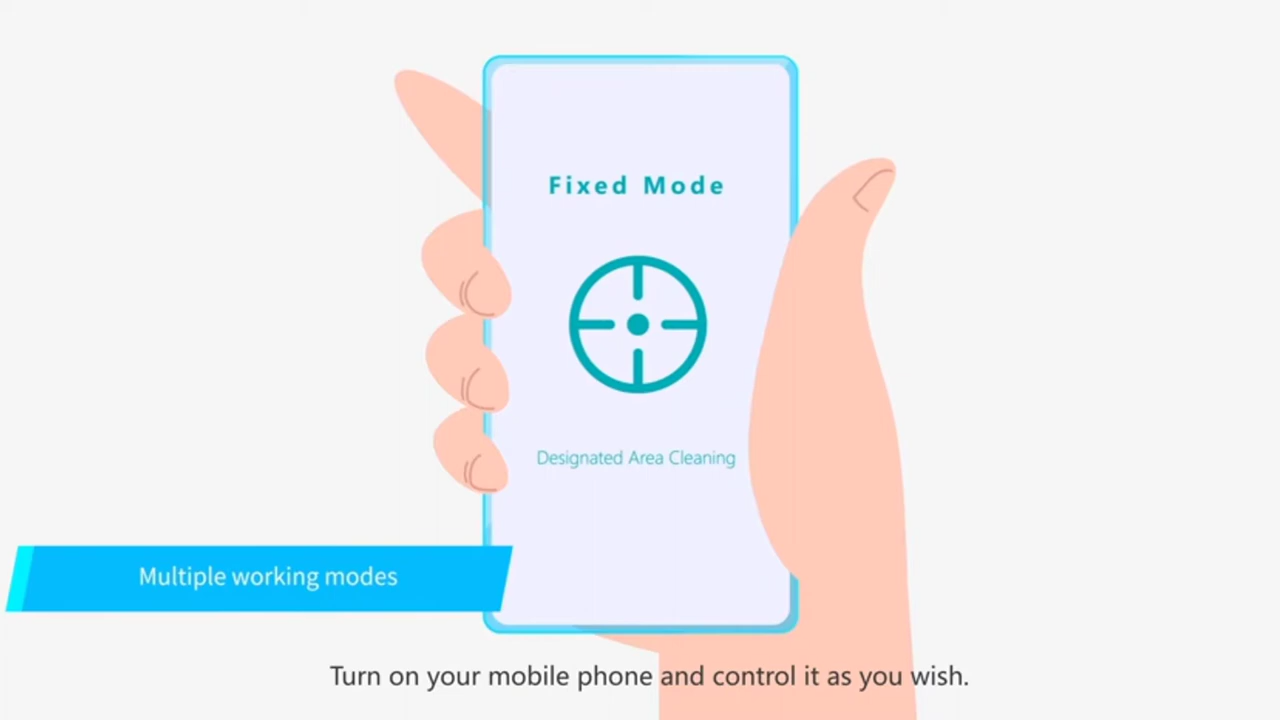 Fixed Mode
Designated Area Cleaning
Multiple working modes
Turn on your mobile phone and control it as you wish.